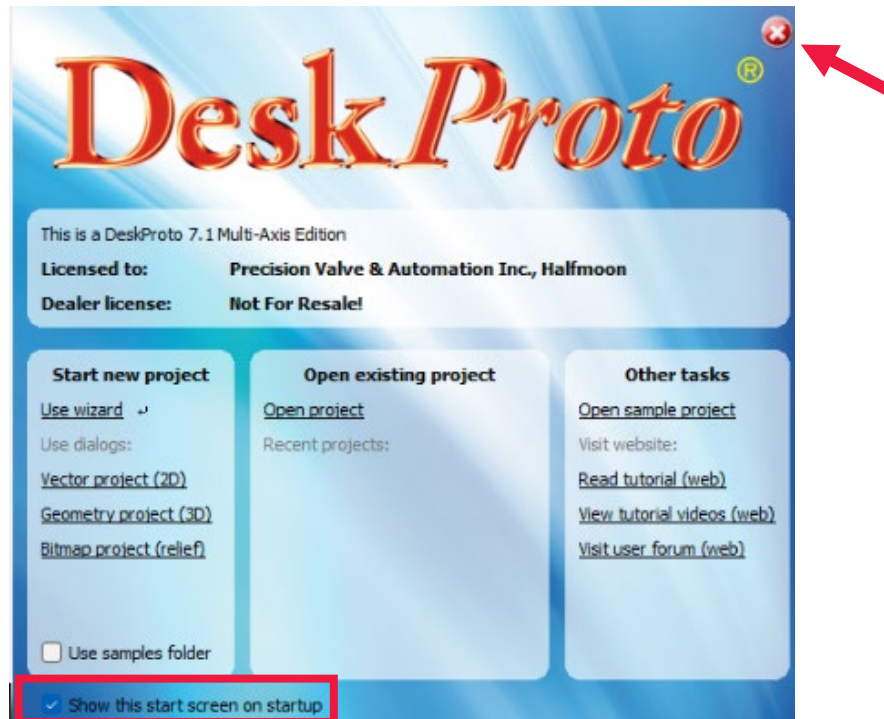 DeskProto®
This is a DeskProto 7.1 Multi-Axis Edition
Licensed to: Precision Valve & Automation Inc., Halfmoon
Dealer license: Not For Resale!
Start new project
Use wizard ↵
Use dialogs:
Vector project (2D)
Geometry project (3D)
Bitmap project (relief)
Use samples folder
Open existing project
Open project
Recent projects:
Other tasks
Open sample project
Visit website:
Read tutorial (web)
View tutorial videos (web)
Visit user forum (web)
Show this start screen on startup